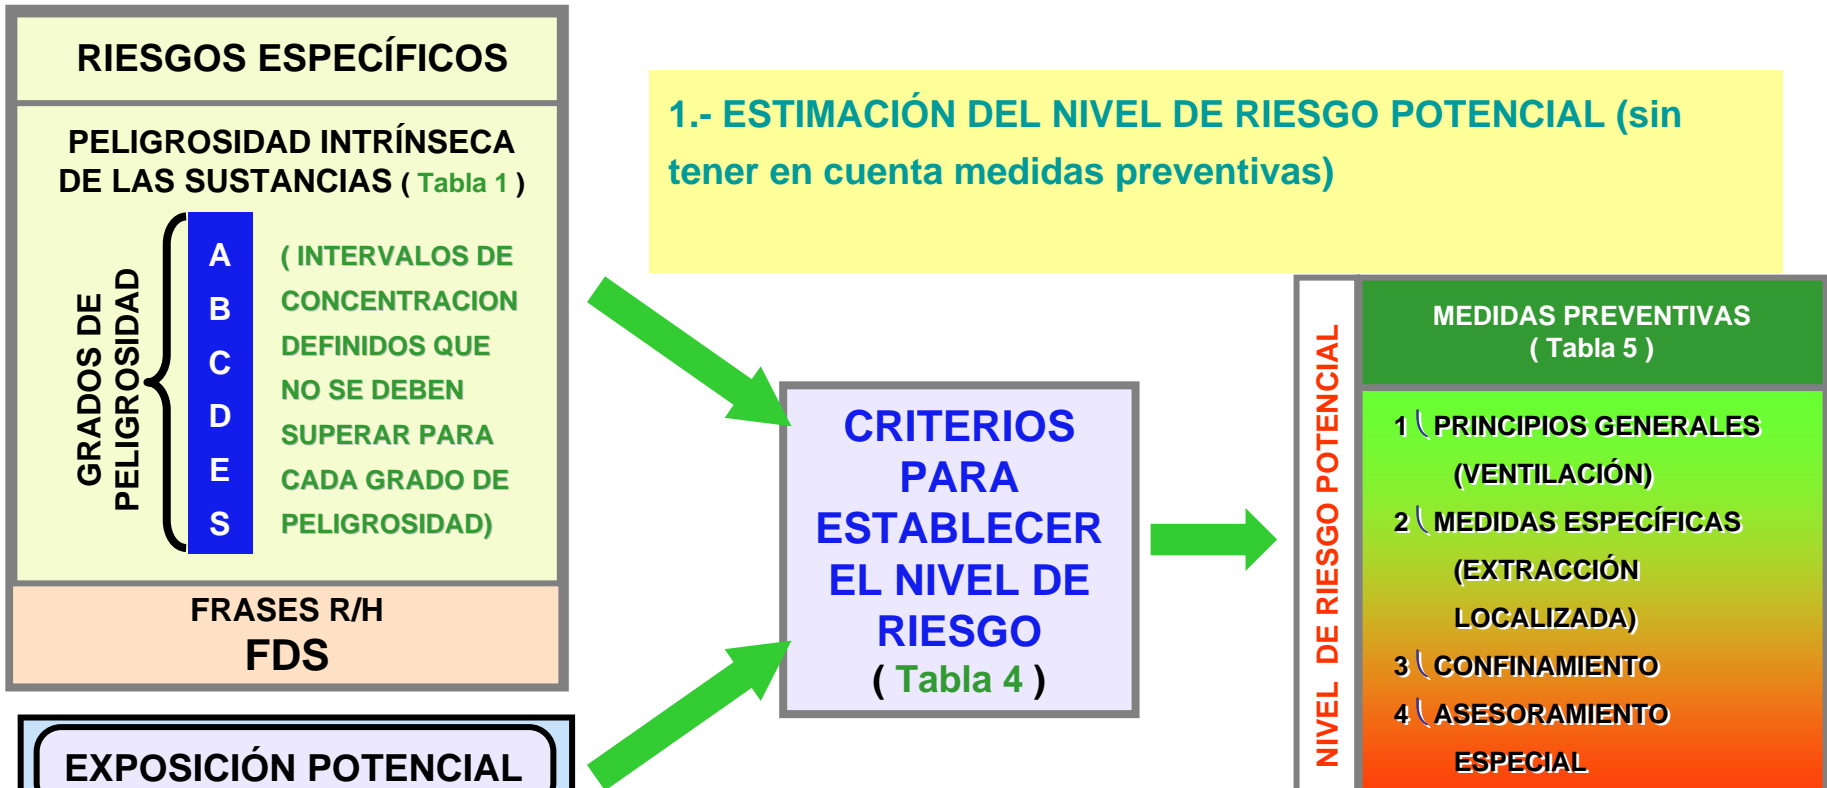 RIESGOS ESPECÍFICOS
PELIGROSIDAD INTRÍNSECA
DE LAS SUSTANCIAS ( Tabla 1 )
GRADOS DE
PELIGROSIDAD
A
B
C
D
E
S
( INTERVALOS DE
CONCENTRACION
DEFINIDOS QUE
NO SE DEBEN
SUPERAR PARA
CADA GRADO DE
PELIGROSIDAD)
FRASES R/H
FDS
EXPOSICIÓN POTENCIAL
1.- ESTIMACIÓN DEL NIVEL DE RIESGO POTENCIAL (sin
tener en cuenta medidas preventivas)
CRITERIOS
PARA
ESTABLECER
EL NIVEL DE
RIESGO
( Tabla 4 )
NIVEL DE RIESGO POTENCIAL
MEDIDAS PREVENTIVAS
( Tabla 5 )
1 PRINCIPIOS GENERALES
(VENTILACIÓN)
2 MEDIDAS ESPECÍFICAS
(EXTRACCIÓN
LOCALIZADA)
3 CONFINAMIENTO
4 ASESORAMIENTO
ESPECIAL